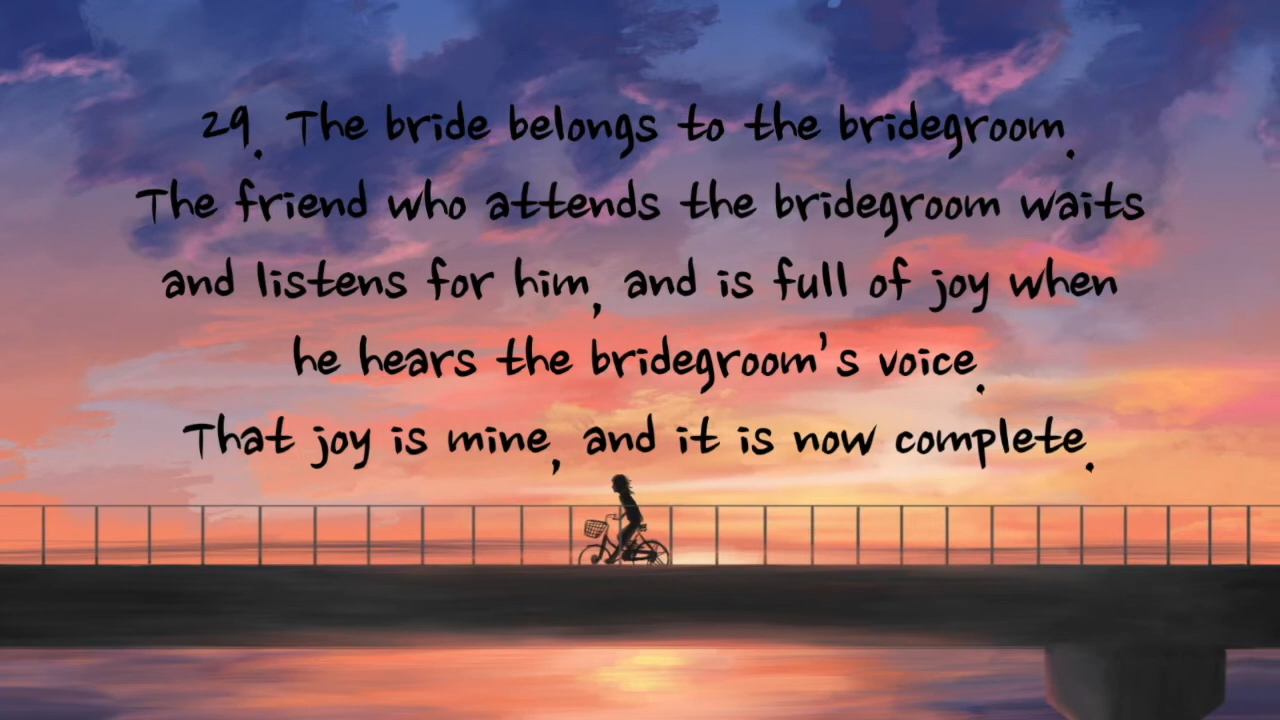 29. The bride belongs to the bridegroom.
The friend who attends the bridegroom waits
and listens for him, and is full of joy when
he hears the bridegroom's voice.
That joy is mine, and it is now complete.